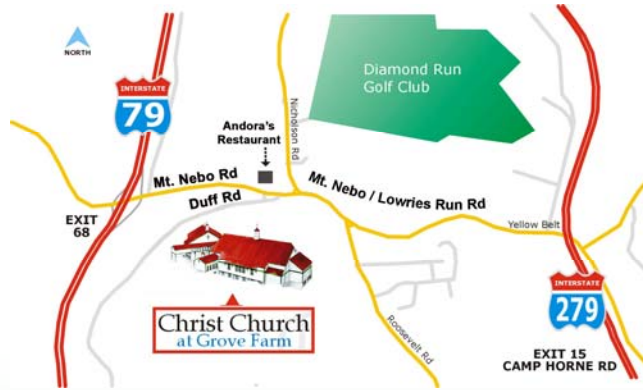 NORTH
INTERSTATE
79
Diamond Run
Golf Club
Nicholson Rd
Andora's
Restaurant
Mt. Nebo Rd
Mt. Nebo / Lowries Run Rd
Duff Rd
EXIT
68
Yellow Belt
Christ Church
at Grove Farm
Roosevelt Rd
INTERSTATE
279
EXIT 15
CAMP HORNE RD